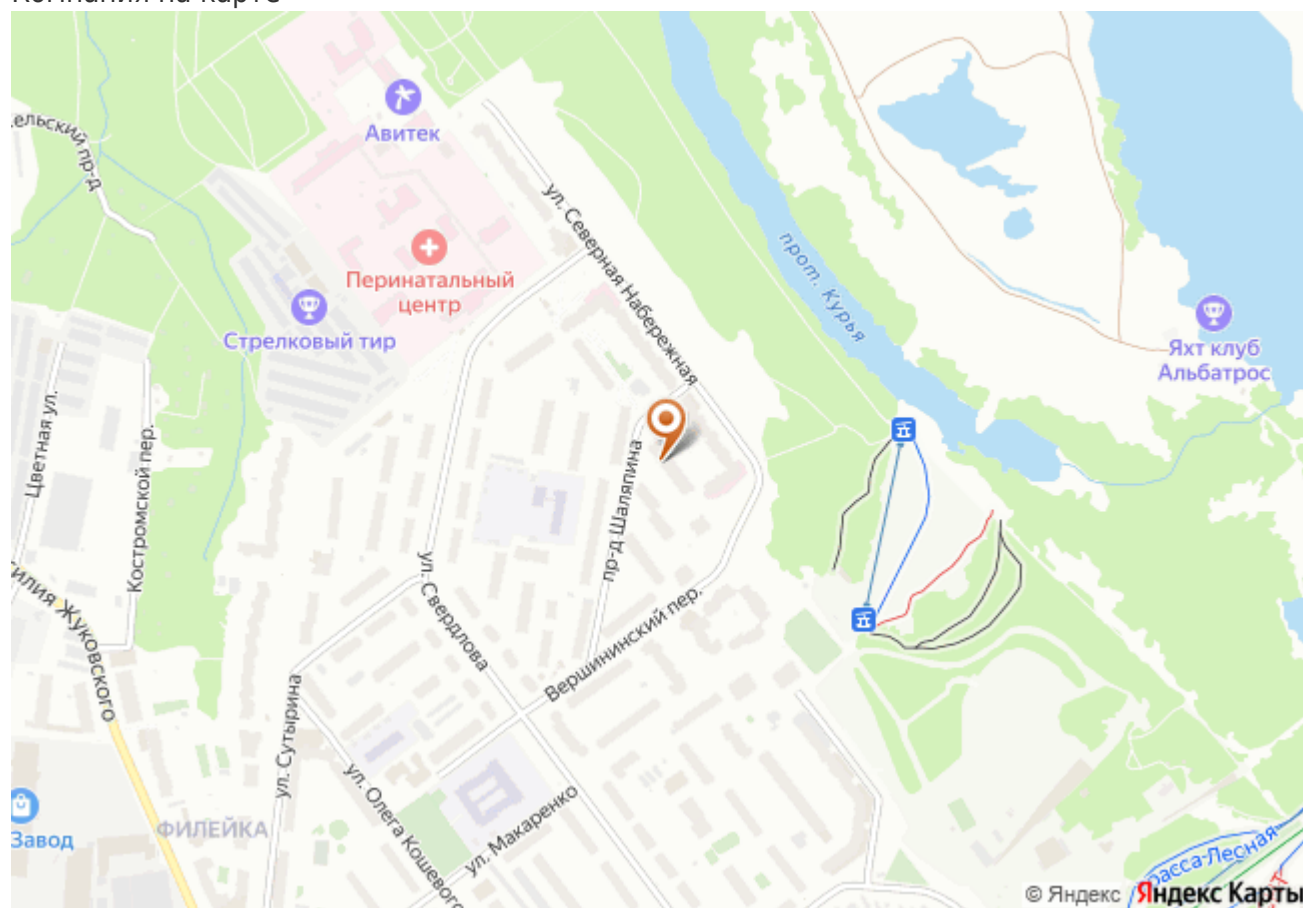 Авитек
ул. Северная Набережная
Перинатальный
центр
Стрелковый тир
прот. Курья
Яхт клуб
Альбатрос
Цветная ул.
Костромской пер.
пр-д Шаляпина
ул. Свердлова
Вершининский пер.
Жуковского
ул. Сутырина
ул. Олега Кошевого
ул. Макаренко
ФИЛЕЙКА
Завод
© Яндекс Яндекс Карты